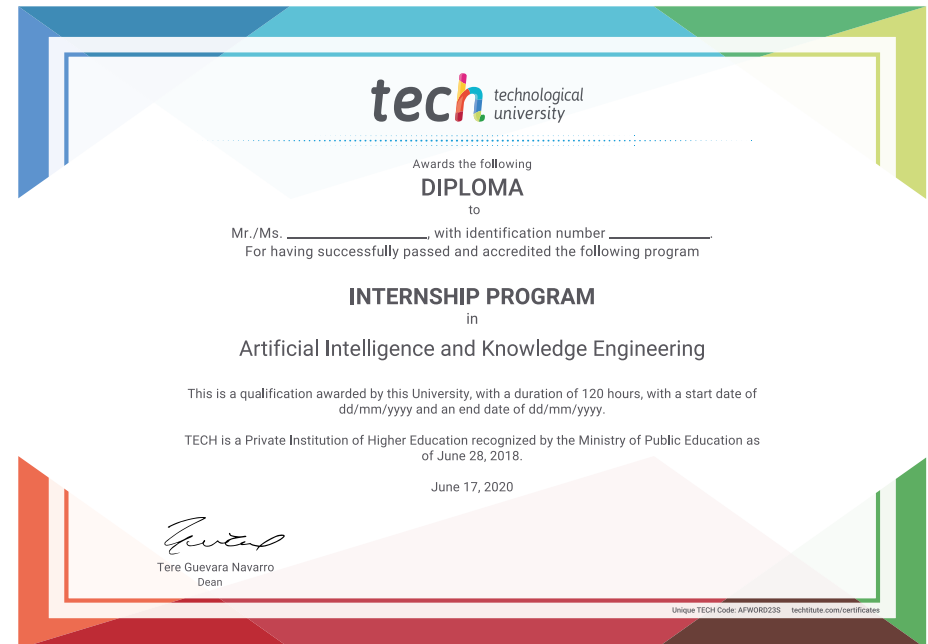 tech technological
university
Awards the following
DIPLOMA
to
Mr./Ms. ____________________, with identification number ______________.
For having successfully passed and accredited the following program
INTERNSHIP PROGRAM
in
Artificial Intelligence and Knowledge Engineering
This is a qualification awarded by this University, with a duration of 120 hours, with a start date of
dd/mm/yyyy and an end date of dd/mm/yyyy.
TECH is a Private Institution of Higher Education recognized by the Ministry of Public Education as
of June 28, 2018.
June 17, 2020
Tere Guevara Navarro
Dean
Unique TECH Code: AFWORD23S techtitute.com/certificates